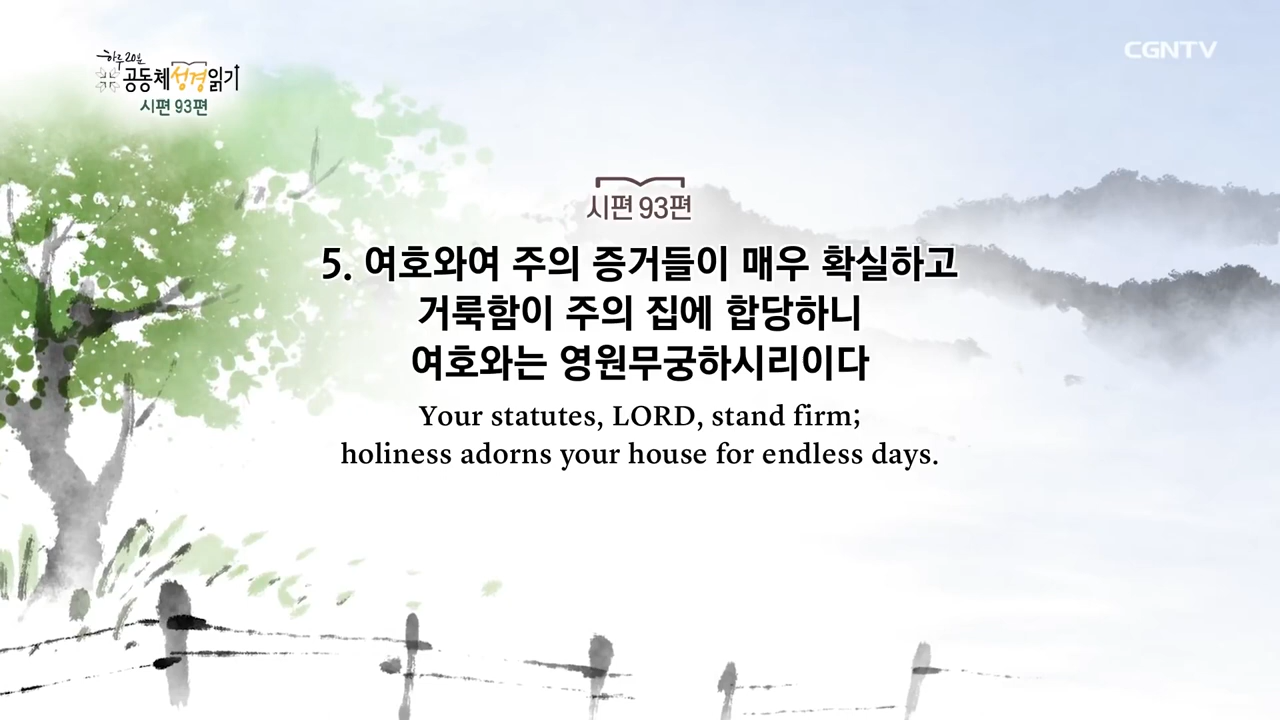 하루 20분
공동체성경읽기
시편 93편
CGNTV
시편 93편
5. 여호와여 주의 증거들이 매우 확실하고
거룩함이 주의 집에 합당하니
여호와는 영원무궁하시리이다
Your statutes, LORD, stand firm;
holiness adorns your house for endless days.